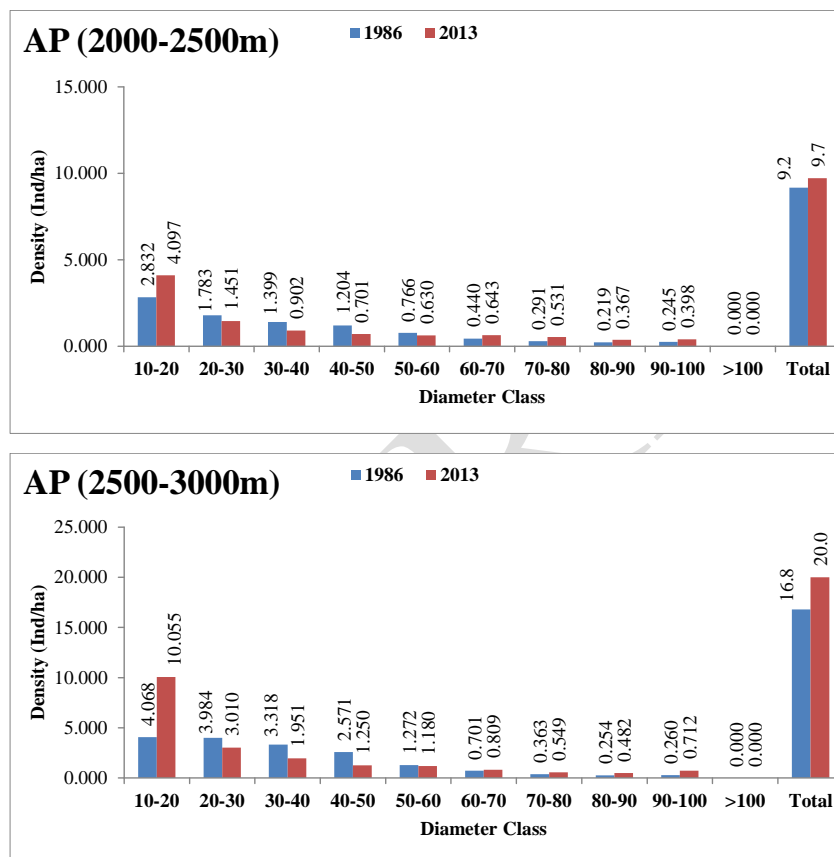 AP (2000-2500m)
1986 2013
Density (Ind/ha)
15.000
10.000
5.000
0.000
2.832 4.097 1.783 1.451 1.399 0.902 1.204 0.701 0.766 0.630 0.440 0.643 0.291 0.531 0.219 0.367 0.245 0.398 0.000 0.000 9.2 9.7
10-20 20-30 30-40 40-50 50-60 60-70 70-80 80-90 90-100 >100 Total
Diameter Class
AP (2500-3000m)
1986 2013
Density (Ind/ha)
25.000
20.000
15.000
10.000
5.000
0.000
4.068 10.055 3.984 3.010 3.318 1.951 2.571 1.250 1.272 1.180 0.701 0.809 0.363 0.549 0.254 0.482 0.260 0.712 0.000 0.000 16.8 20.0
10-20 20-30 30-40 40-50 50-60 60-70 70-80 80-90 90-100 >100 Total
Diameter Class